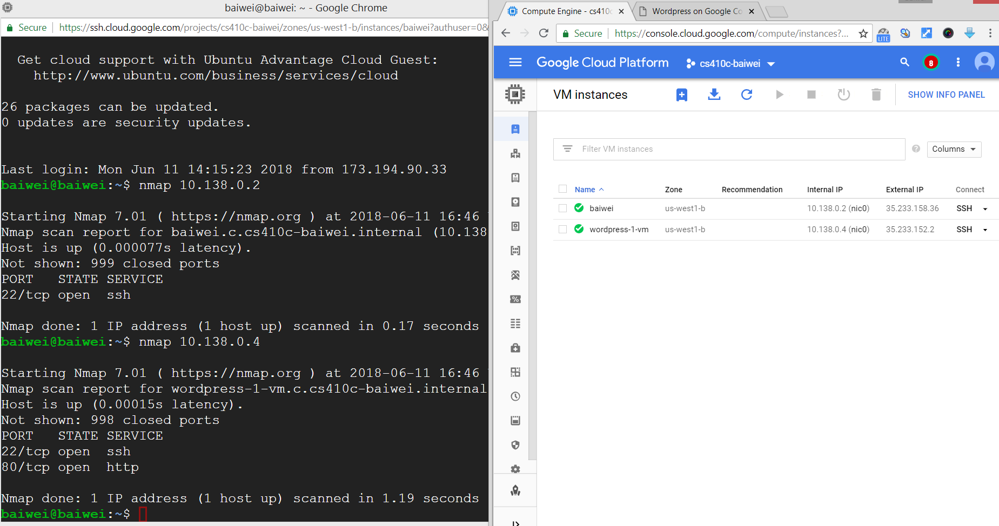 baiwei@baiwei: ~ - Google Chrome
Secure https://ssh.cloud.google.com/projects/cs410c-baiwei/zones/us-west1-b/instances/baiwei?authuser=0&
Get cloud support with Ubuntu Advantage Cloud Guest:
http://www.ubuntu.com/business/services/cloud
26 packages can be updated.
0 updates are security updates.
Last login: Mon Jun 11 14:15:23 2018 from 173.194.90.33
baiwei@baiwei:~$ nmap 10.138.0.2
Starting Nmap 7.01 ( https://nmap.org ) at 2018-06-11 16:46
Nmap scan report for baiwei.c.cs410c-baiwei.internal (10.138
Host is up (0.000077s latency).
Not shown: 999 closed ports
PORT STATE SERVICE
22/tcp open ssh
Nmap done: 1 IP address (1 host up) scanned in 0.17 seconds
baiwei@baiwei:~$ nmap 10.138.0.4
Starting Nmap 7.01 ( https://nmap.org ) at 2018-06-11 16:46
Nmap scan report for wordpress-1-vm.c.cs410c-baiwei.internal
Host is up (0.00015s latency).
Not shown: 998 closed ports
PORT STATE SERVICE
22/tcp open ssh
80/tcp open http
Nmap done: 1 IP address (1 host up) scanned in 1.19 seconds
baiwei@baiwei:~$
Compute Engine - cs410c
Wordpress on Google Co
Secure https://console.cloud.google.com/compute/instances?...
LITE
Google Cloud Platform cs410c-baiwei 8
VM instances SHOW INFO PANEL
Filter VM instances Columns
Name Zone Recommendation Internal IP External IP Connect
baiwei us-west1-b 10.138.0.2 (nic0) 35.233.158.36 SSH
wordpress-1-vm us-west1-b 10.138.0.4 (nic0) 35.233.152.2 SSH